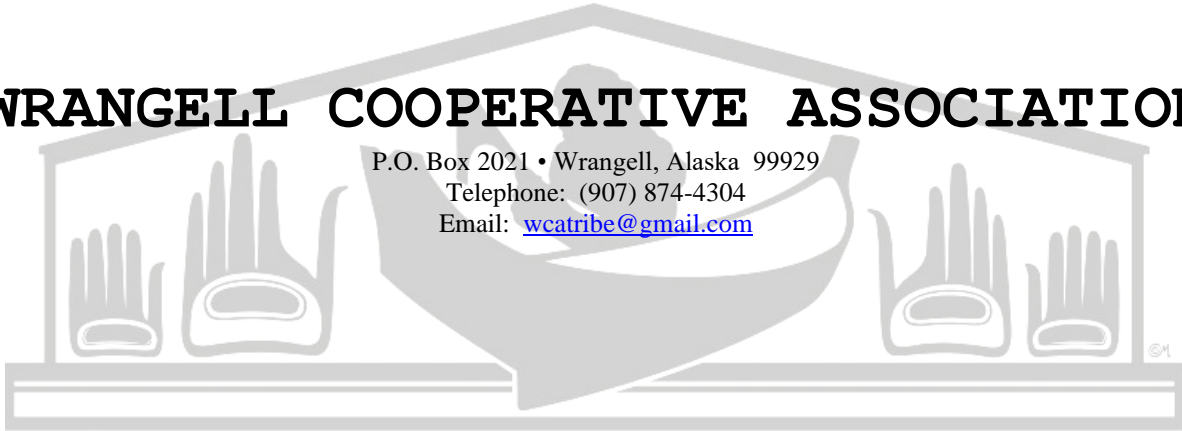 WRANGELL COOPERATIVE ASSOCIATION
P.O. Box 2021 • Wrangell, Alaska 99929
Telephone: (907) 874-4304
Email: wcatribe@gmail.com
©M